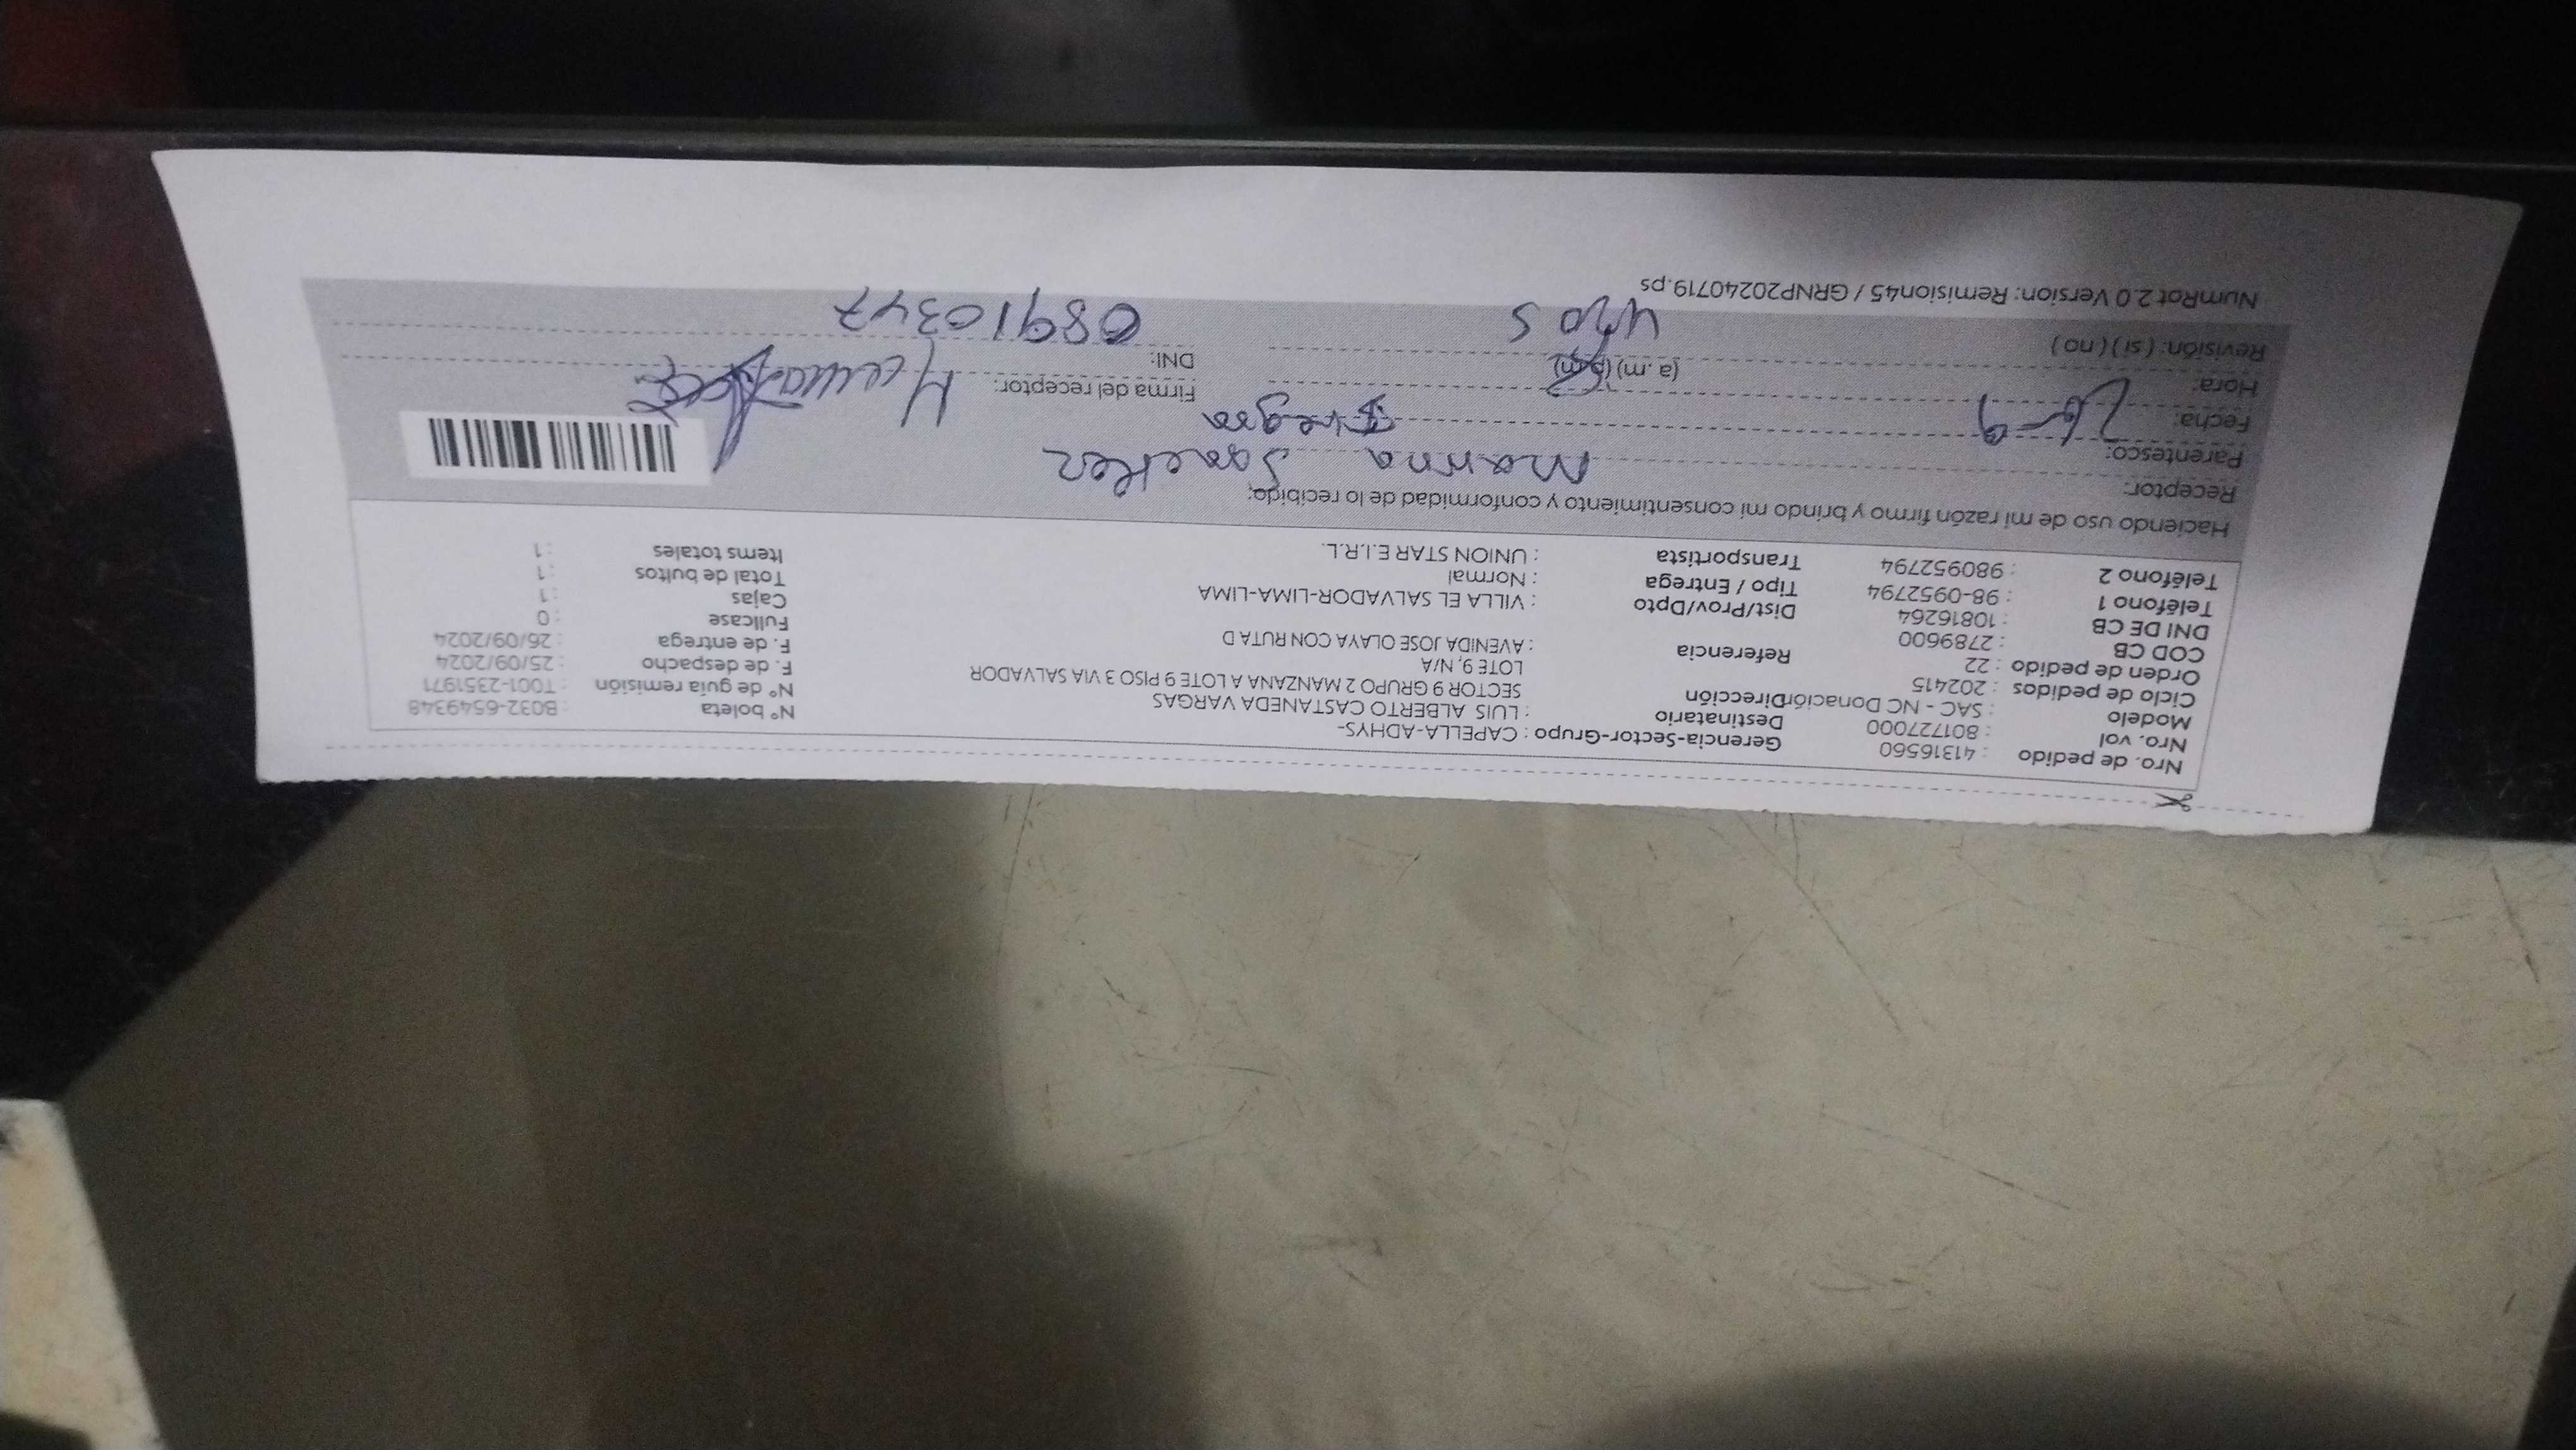 Nro. de pedido : 41316560 Gerencia-Sector-Grupo : CAPELLA-ADHYS- Nº boleta : B032-6549348
Nro. vol : 801727000 Destinatario : LUIS ALBERTO CASTANEDA VARGAS Nº de guía remisión : T001-2351971
Modelo : SAC - NC Donación Dirección SECTOR 9 GRUPO 2 MANZANA A LOTE 9 PISO 3 VIA SALVADOR F. de despacho : 25/09/2024
Ciclo de pedidos : 202415 LOTE 9, N/A F. de entrega : 26/09/2024
Orden de pedido : 22 Referencia : AVENIDA JOSE OLAYA CON RUTA D Fullcase : 0
COD CB : 2789600 Dist/Prov/Dpto : VILLA EL SALVADOR-LIMA-LIMA Cajas : 1
DNI DE CB : 10816264 Tipo / Entrega : Normal Total de bultos : 1
Teléfono 1 : 98-0952794 Transportista : UNION STAR E.I.R.L. Items totales : 1
Teléfono 2 : 980952794
Haciendo uso de mi razón firmo y brindo mi consentimiento y conformidad de lo recibido:
Receptor: Marina
Parentesco: Suegra
Fecha: 26-9 Firma del receptor:
Hora: (a.m) (p.m) DNI: 08910347
Revisión: (si) (no)
NumRot 2.0 Version: Remision45 / GRNP20240719.ps